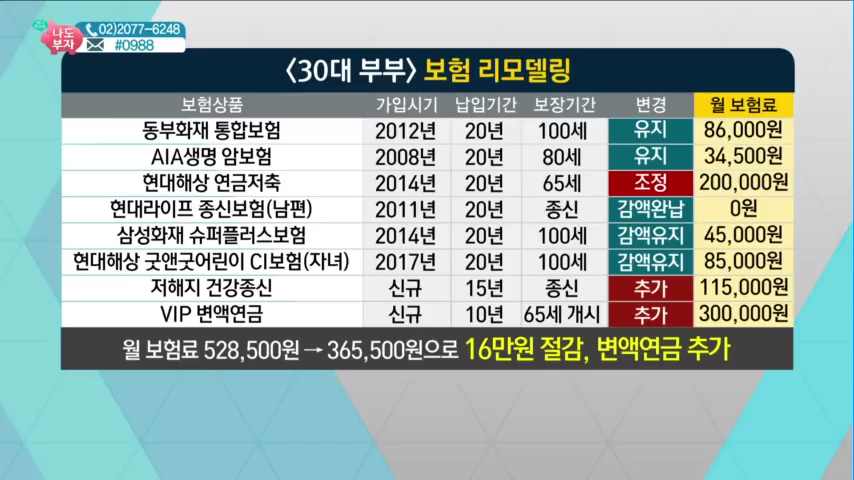 나도
부자
02)2077-6248
#0988
<30대 부부> 보험 리모델링
보험상품 가입시기 납입기간 보장기간 변경 월 보험료
동부화재 통합보험 2012년 20년 100세 유지 86,000원
AIA생명 암보험 2008년 20년 80세 유지 34,500원
현대해상 연금저축 2014년 20년 65세 조정 200,000원
현대라이프 종신보험(남편) 2011년 20년 종신 감액완납 0원
삼성화재 슈퍼플러스보험 2014년 20년 100세 감액유지 45,000원
현대해상 굿앤굿어린이 CI보험(자녀) 2017년 20년 100세 감액유지 85,000원
저해지 건강종신 신규 15년 종신 추가 115,000원
VIP 변액연금 신규 10년 65세 개시 추가 300,000원
월 보험료 528,500원 → 365,500원으로 16만원 절감, 변액연금 추가